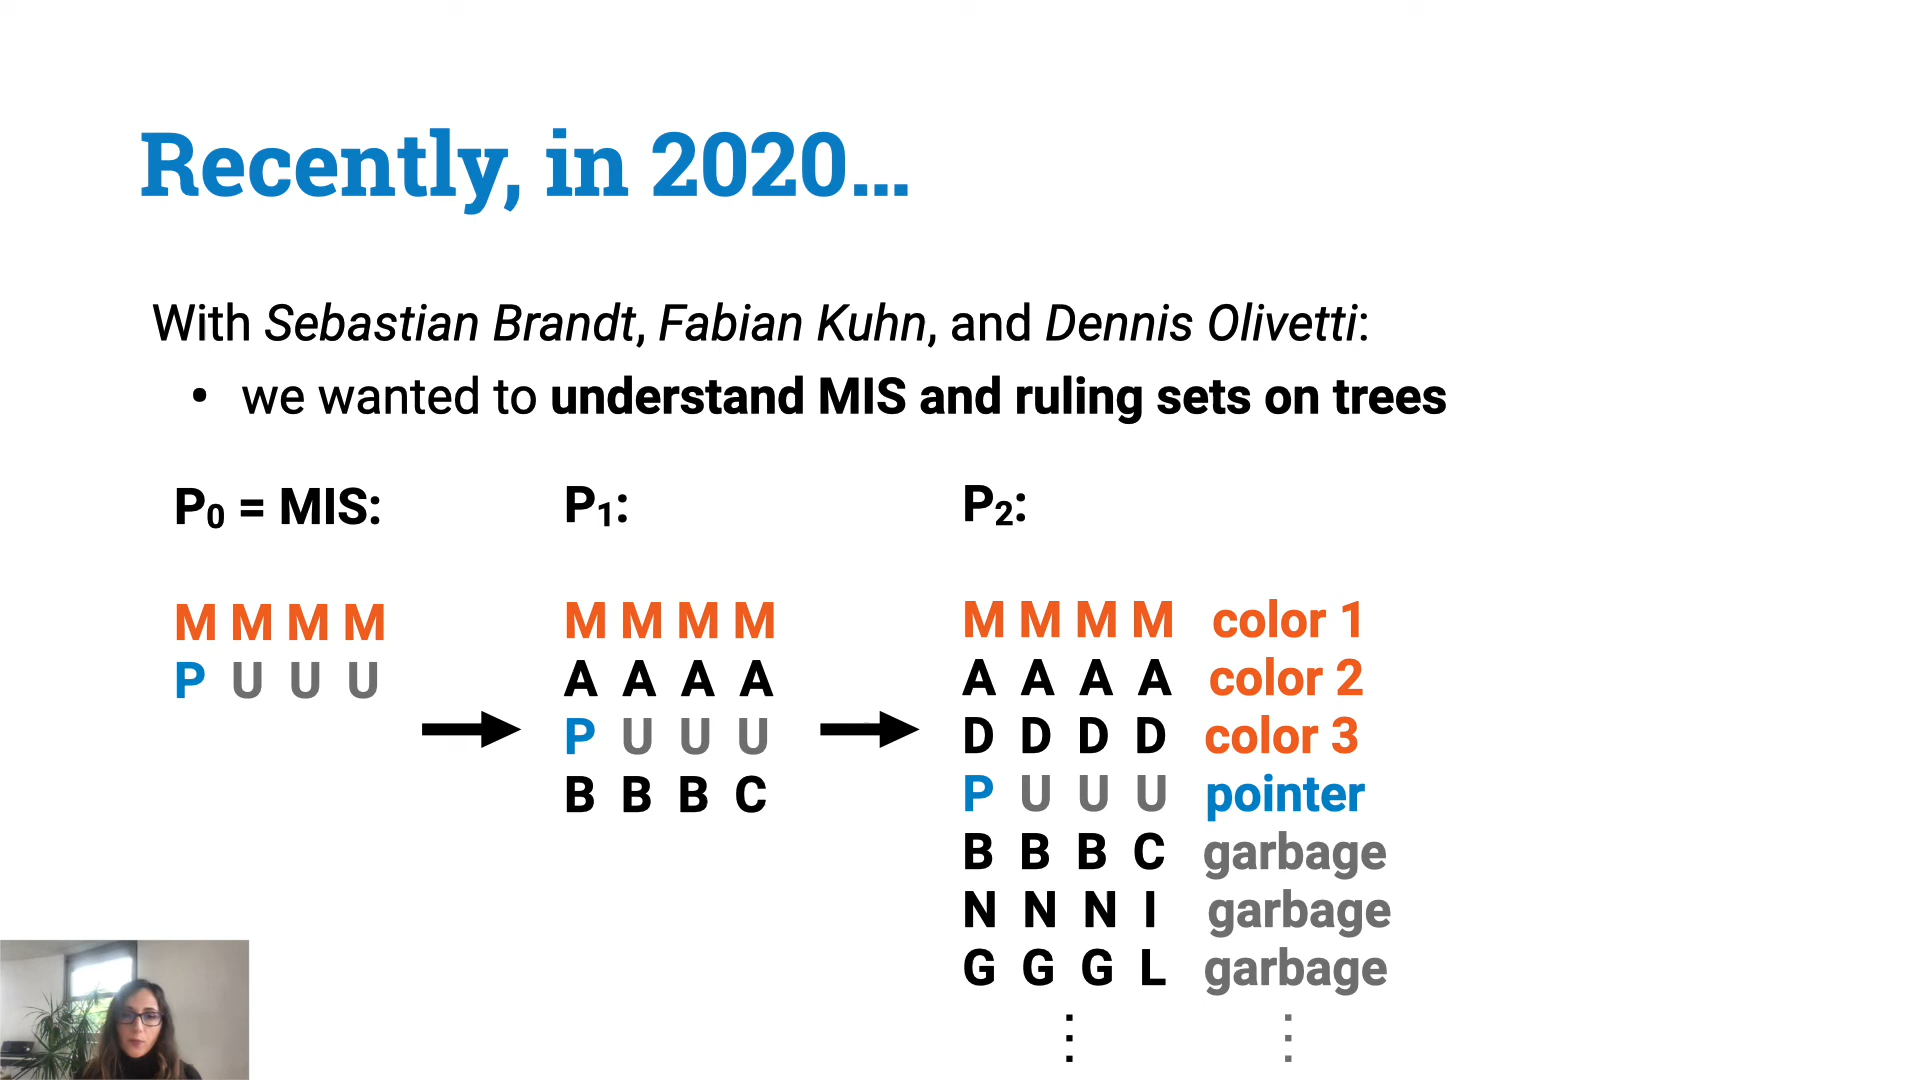 Recently, in 2020...
With Sebastian Brandt, Fabian Kuhn, and Dennis Olivetti:
• we wanted to understand MIS and ruling sets on trees
P₀ = MIS:
M M M M
P U U U
P₁:
M M M M
A A A A
P U U U
B B B C
P₂:
M M M M color 1
A A A A color 2
D D D D color 3
P U U U pointer
B B B C garbage
N N N I garbage
G G G L garbage
⋮ ⋮